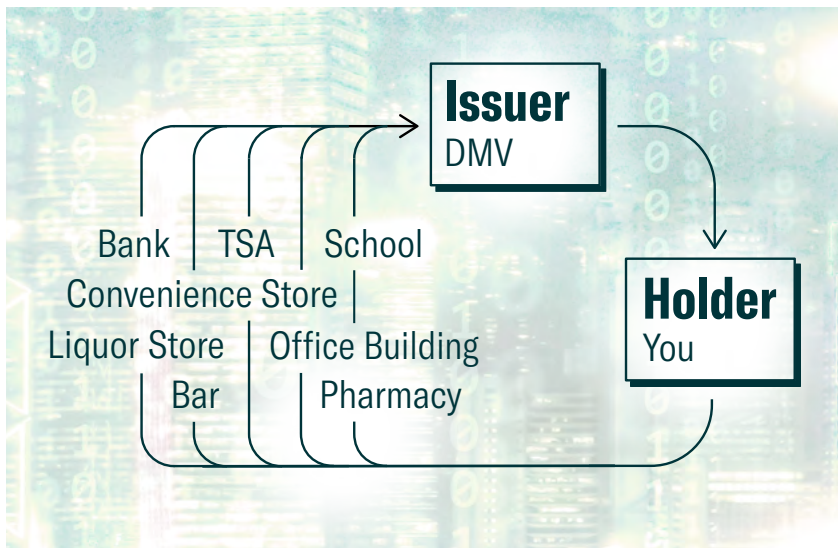 Issuer
DMV
Bank TSA School
Convenience Store
Liquor Store Office Building
Bar Pharmacy
Holder
You